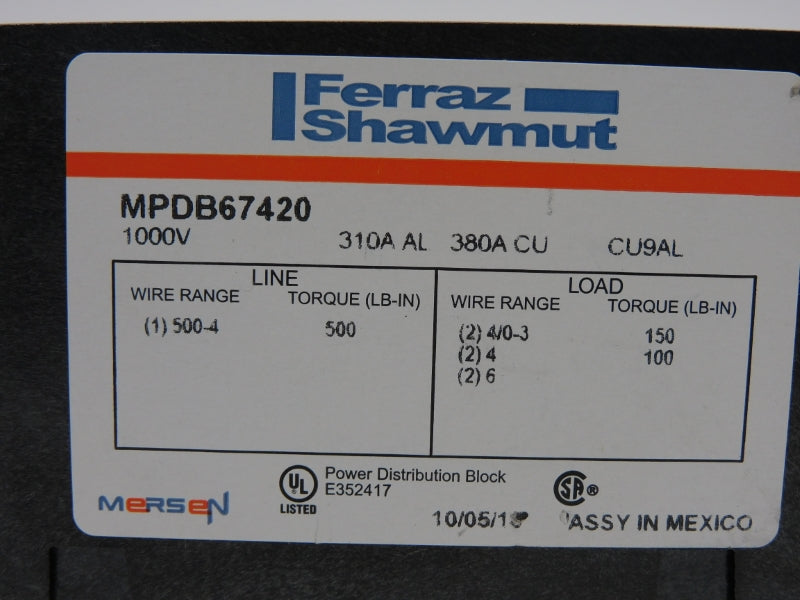 Ferraz
Shawmut
MPDB67420
1000V 310A AL 380A CU CU9AL
LINE LOAD
WIRE RANGE TORQUE (LB-IN) WIRE RANGE TORQUE (LB-IN)
(1) 500-4 500 (2) 4/0-3 150
(2) 4 100
(2) 6
UL LISTED Power Distribution Block
E352417
SA ®
MERSEN
ASSY IN MEXICO